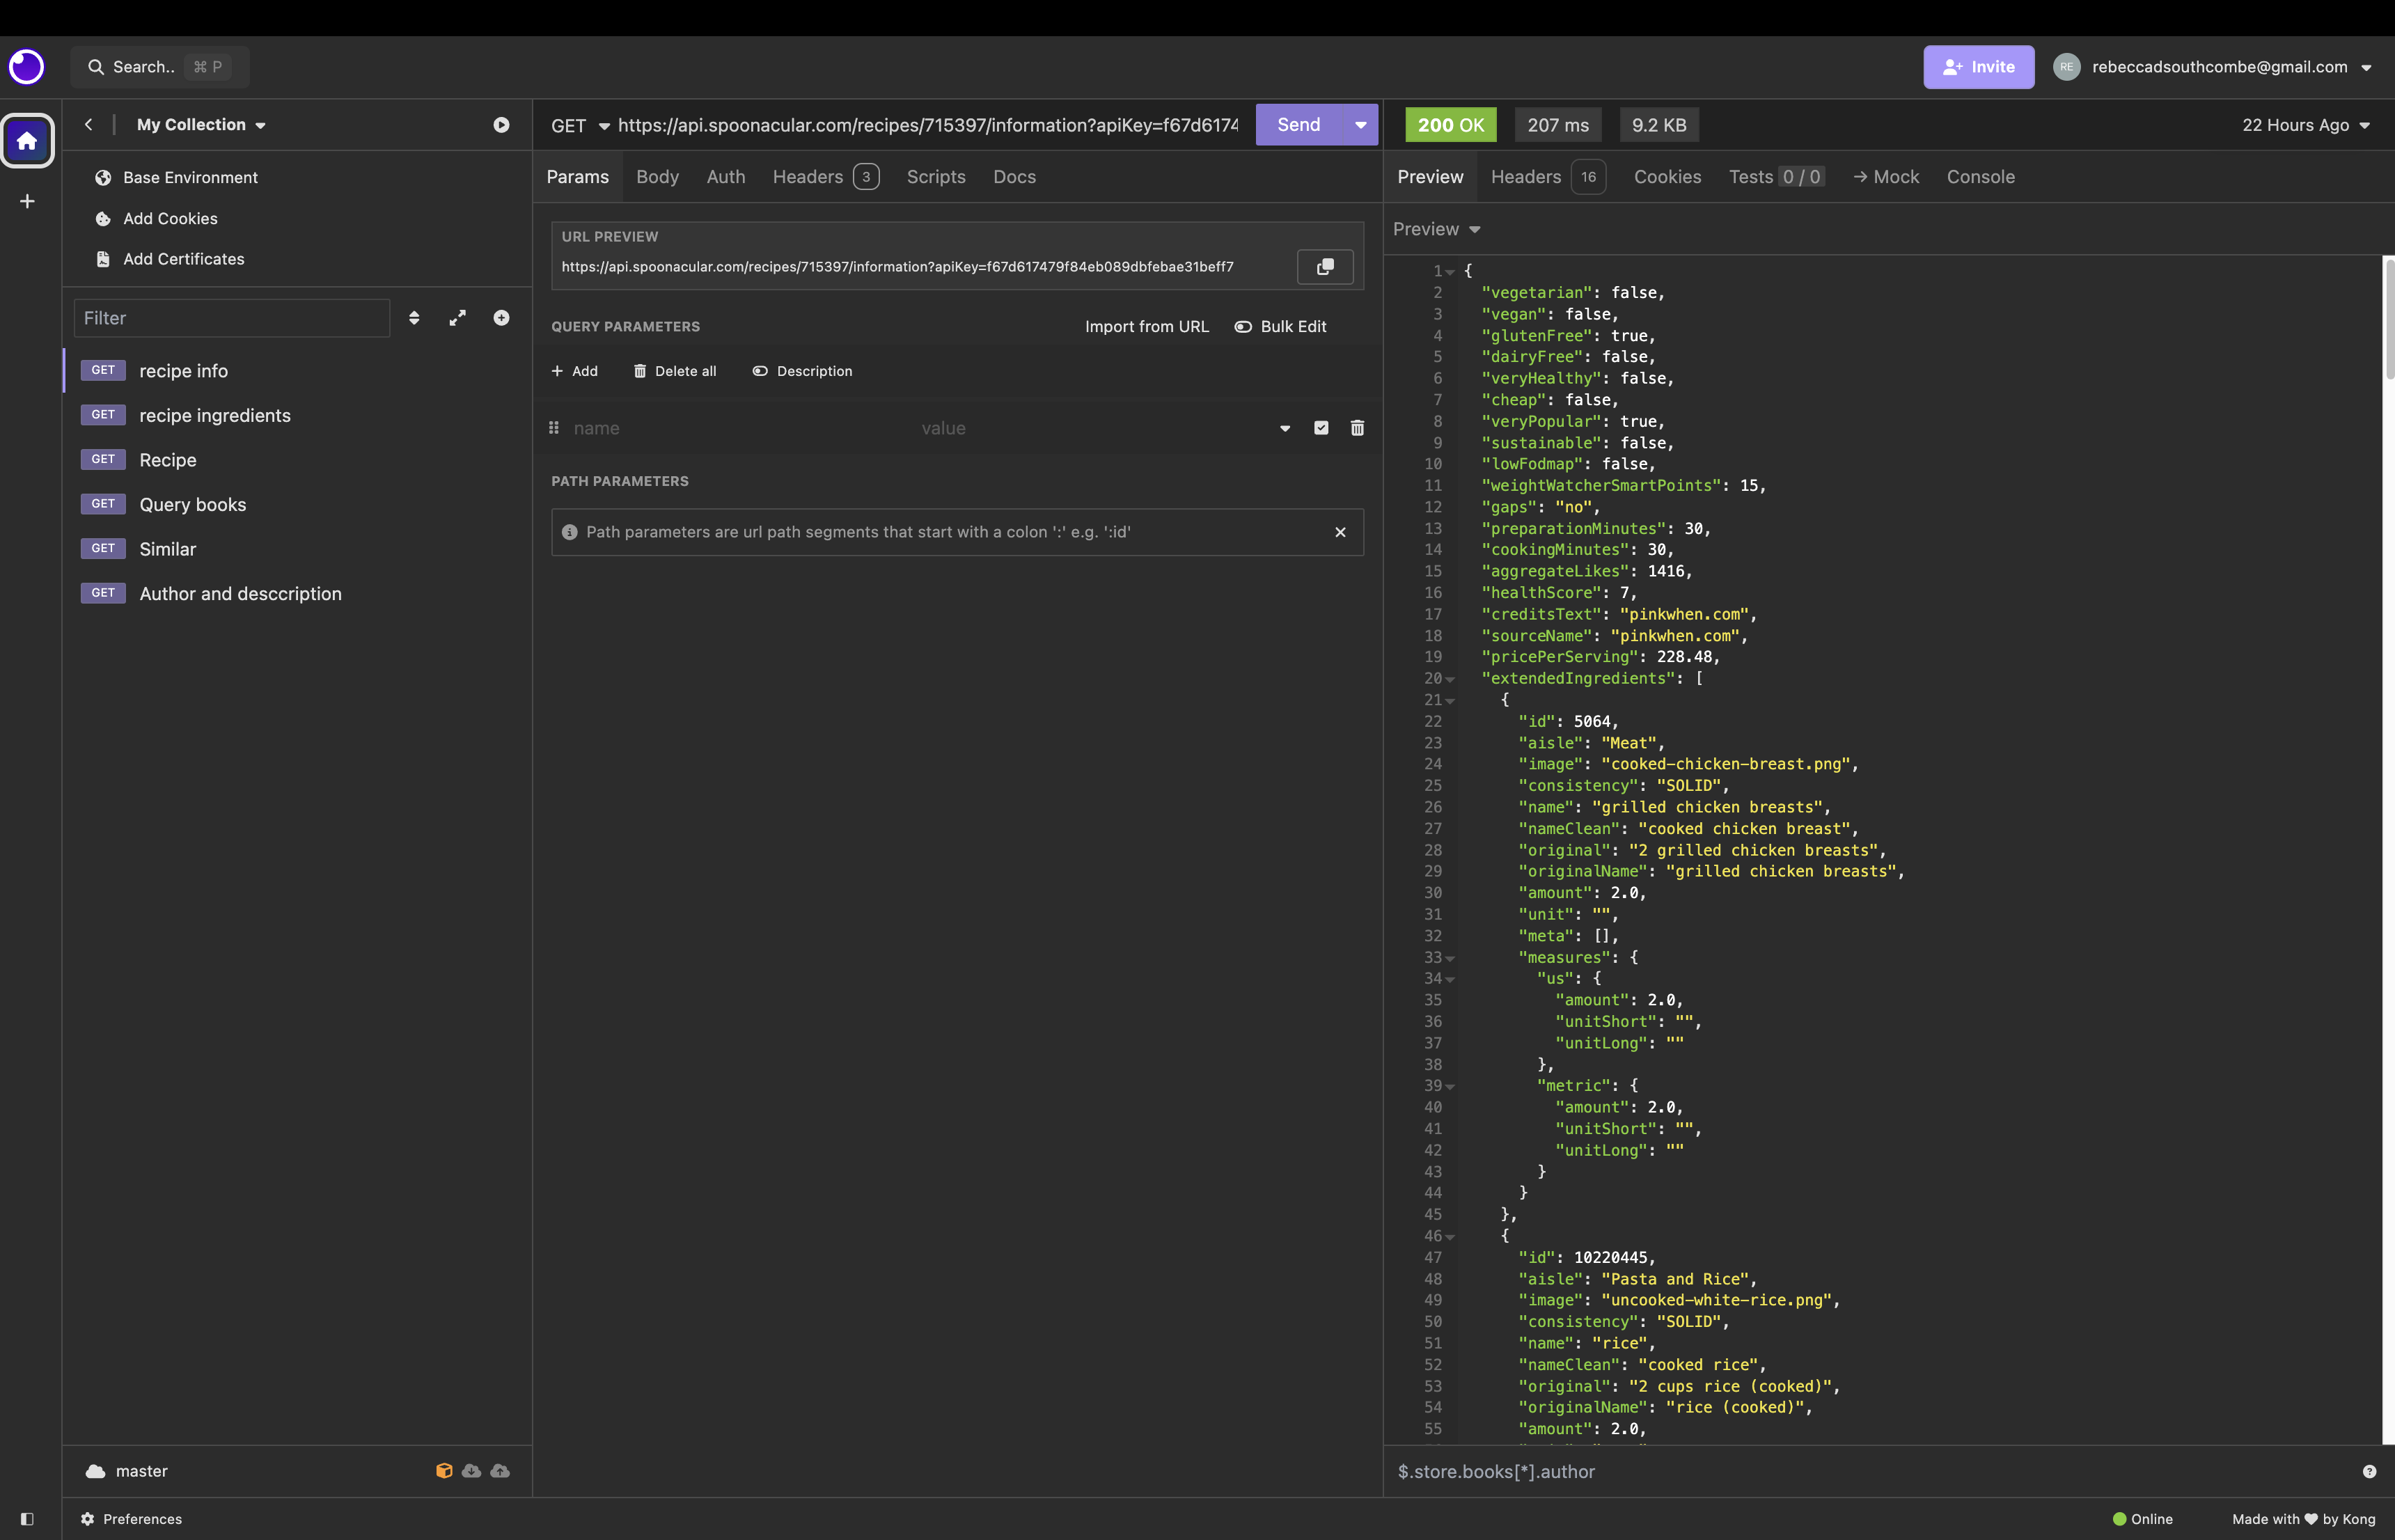 Search.. ⌘ P
Invite
RE rebeccadsouthcombe@gmail.com
My Collection
Base Environment
Add Cookies
Add Certificates
Filter
GET recipe info
GET recipe ingredients
GET Recipe
GET Query books
GET Similar
GET Author and desccription
master
Preferences
GET https://api.spoonacular.com/recipes/715397/information?apiKey=f67d6174
Send
Params Body Auth Headers 3 Scripts Docs
URL PREVIEW
https://api.spoonacular.com/recipes/715397/information?apiKey=f67d617479f84eb089dbfebae31beff7
QUERY PARAMETERS Import from URL Bulk Edit
+ Add Delete all Description
name value
PATH PARAMETERS
Path parameters are url path segments that start with a colon ':' e.g. ':id'
200 OK 207 ms 9.2 KB 22 Hours Ago
Preview Headers 16 Cookies Tests 0 / 0 → Mock Console
Preview
1 {
2 "vegetarian": false,
3 "vegan": false,
4 "glutenFree": true,
5 "dairyFree": false,
6 "veryHealthy": false,
7 "cheap": false,
8 "veryPopular": true,
9 "sustainable": false,
10 "lowFodmap": false,
11 "weightWatcherSmartPoints": 15,
12 "gaps": "no",
13 "preparationMinutes": 30,
14 "cookingMinutes": 30,
15 "aggregateLikes": 1416,
16 "healthScore": 7,
17 "creditsText": "pinkwhen.com",
18 "sourceName": "pinkwhen.com",
19 "pricePerServing": 228.48,
20 "extendedIngredients": [
21 {
22 "id": 5064,
23 "aisle": "Meat",
24 "image": "cooked-chicken-breast.png",
25 "consistency": "SOLID",
26 "name": "grilled chicken breasts",
27 "nameClean": "cooked chicken breast",
28 "original": "2 grilled chicken breasts",
29 "originalName": "grilled chicken breasts",
30 "amount": 2.0,
31 "unit": "",
32 "meta": [],
33 "measures": {
34 "us": {
35 "amount": 2.0,
36 "unitShort": "",
37 "unitLong": ""
38 },
39 "metric": {
40 "amount": 2.0,
41 "unitShort": "",
42 "unitLong": ""
43 }
44 }
45 },
46 {
47 "id": 10220445,
48 "aisle": "Pasta and Rice",
49 "image": "uncooked-white-rice.png",
50 "consistency": "SOLID",
51 "name": "rice",
52 "nameClean": "cooked rice",
53 "original": "2 cups rice (cooked)",
54 "originalName": "rice (cooked)",
55 "amount": 2.0,
$.store.books[*].author
Online Made with ♥ by Kong